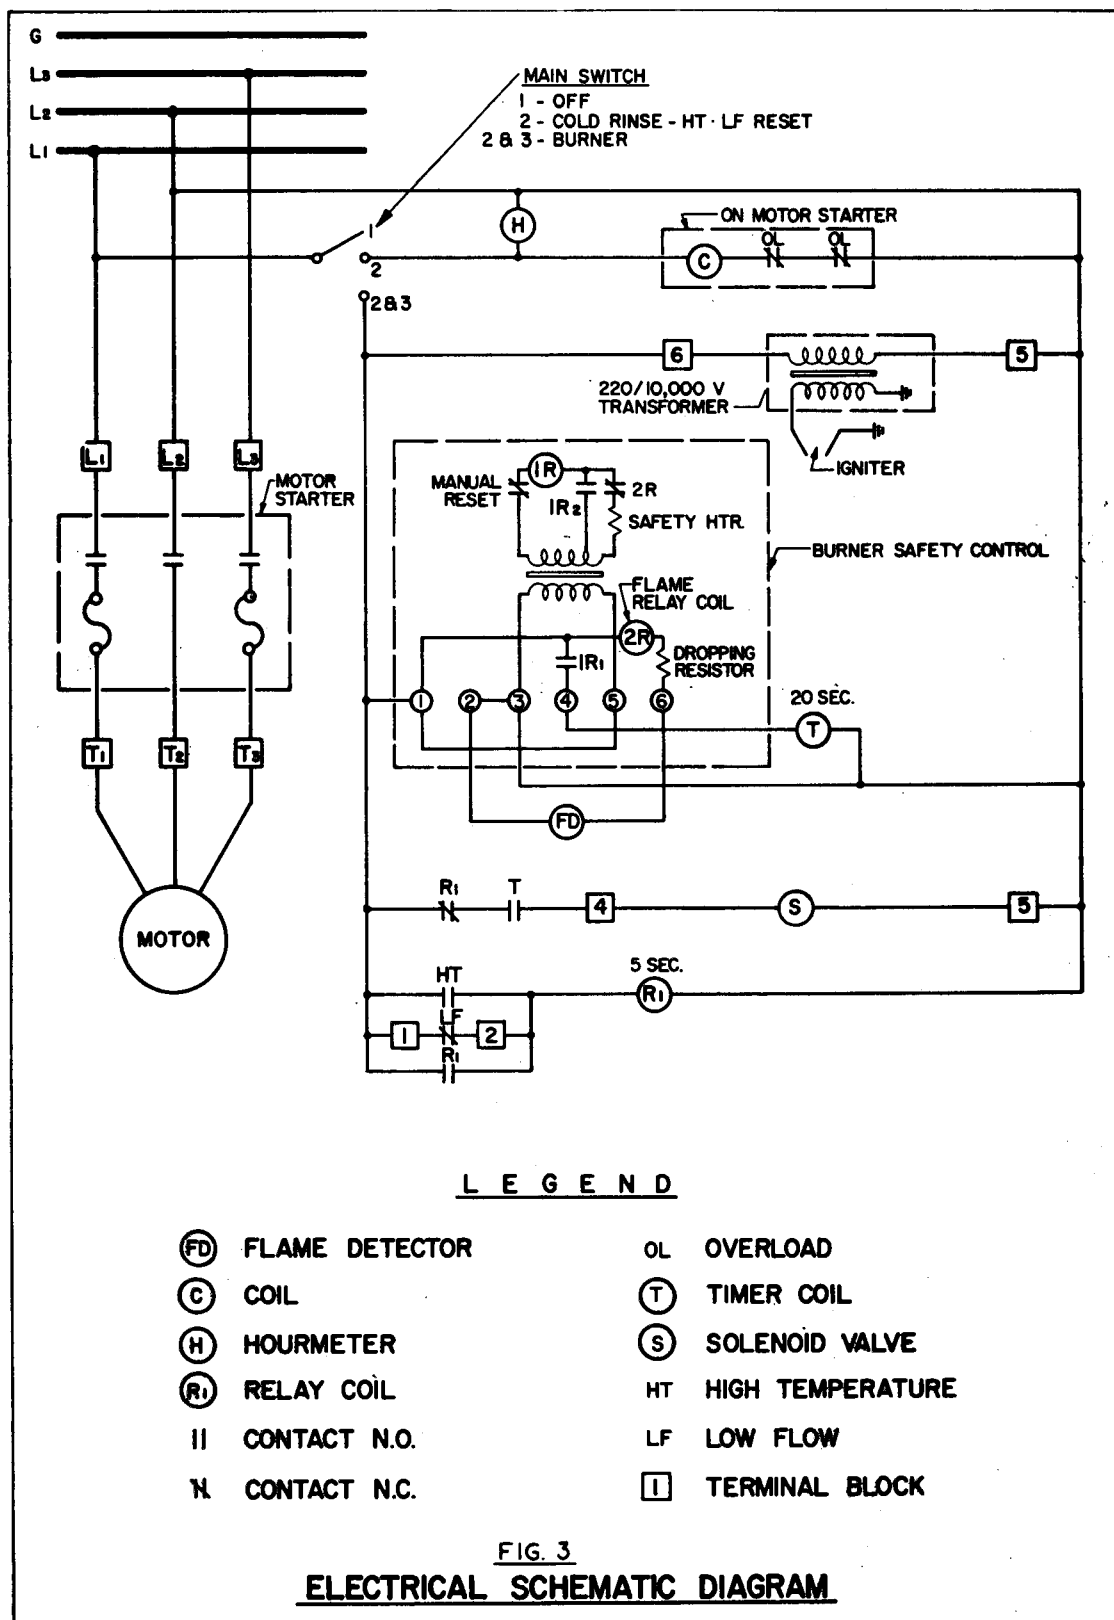 G
L3
L2
L1
MAIN SWITCH
1 - OFF
2 - COLD RINSE - HT · LF RESET
2 & 3 - BURNER
1
2
2&3
H
ON MOTOR STARTER
C
OL
OL
6
5
220/10,000 V
TRANSFORMER
IGNITER
L1
L2
L3
MOTOR
STARTER
MANUAL
RESET
1R
1R2
2R
SAFETY HTR.
BURNER SAFETY CONTROL
FLAME
RELAY COIL
2R
1R1
DROPPING
RESISTOR
1
2
3
4
5
6
20 SEC.
T
T1
T2
T3
FD
MOTOR
R1
T
4
S
5
HT
5 SEC.
R1
LF
1
2
R1
LEGEND
FD FLAME DETECTOR
C COIL
H HOURMETER
R1 RELAY COIL
CONTACT N.O.
CONTACT N.C.
OL OVERLOAD
T TIMER COIL
S SOLENOID VALVE
HT HIGH TEMPERATURE
LF LOW FLOW
1 TERMINAL BLOCK
FIG. 3
ELECTRICAL SCHEMATIC DIAGRAM